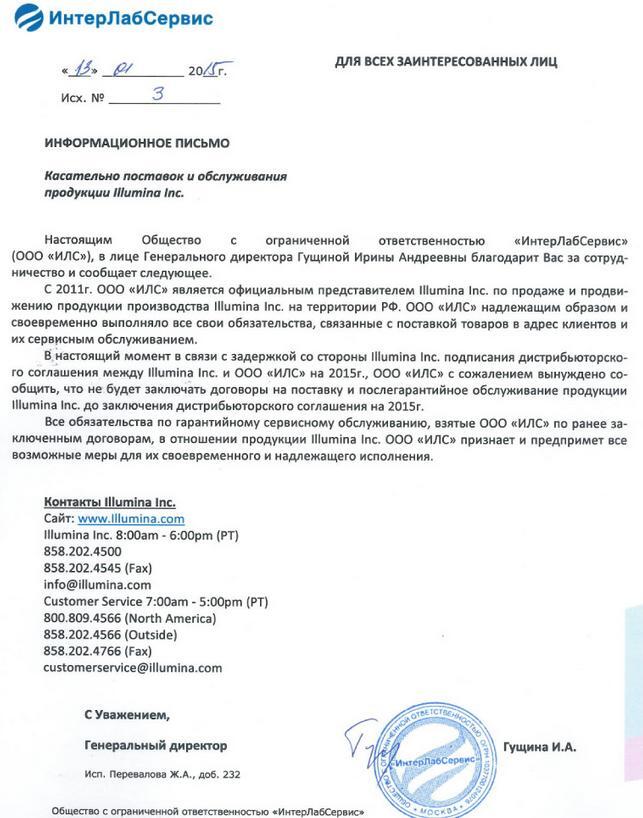 ИнтерЛабСервис
« 13 » 01 2015г.
ДЛЯ ВСЕХ ЗАИНТЕРЕСОВАННЫХ ЛИЦ
Исх. № 3
ИНФОРМАЦИОННОЕ ПИСЬМО
Касательно поставок и обслуживания
продукции Illumina Inc.
Настоящим Общество с ограниченной ответственностью «ИнтерЛабСервис»
(ООО «ИЛС»), в лице Генерального директора Гущиной Ирины Андреевны благодарит Вас за сотруд-
ничество и сообщает следующее.
С 2011г. ООО «ИЛС» является официальным представителем Illumina Inc. по продаже и продви-
жению продукции производства Illumina Inc. на территории РФ. ООО «ИЛС» надлежащим образом и
своевременно выполняло все свои обязательства, связанные с поставкой товаров в адрес клиентов и
их сервисным обслуживанием.
В настоящий момент в связи с задержкой со стороны Illumina Inc. подписания дистрибьюторско-
го соглашения между Illumina Inc. и ООО «ИЛС» на 2015г., ООО «ИЛС» с сожалением вынуждено со-
общить, что не будет заключать договоры на поставку и послегарантийное обслуживание продукции
Illumina Inc. до заключения дистрибьюторского соглашения на 2015г.
Все обязательства по гарантийному сервисному обслуживанию, взятые ООО «ИЛС» по ранее за-
ключенным договорам, в отношении продукции Illumina Inc. ООО «ИЛС» признает и предпримет все
возможные меры для их своевременного и надлежащего исполнения.
Контакты Illumina Inc.
Сайт: www.Illumina.com
Illumina Inc. 8:00am - 6:00pm (PT)
858.202.4500
858.202.4545 (Fax)
info@illumina.com
Customer Service 7:00am - 5:00pm (PT)
800.809.4566 (North America)
858.202.4566 (Outside)
858.202.4766 (Fax)
customerservice@illumina.com
С Уважением,
Генеральный директор
Гущина И.А.
ИнтерЛабСервис
МОСКВА
Исп. Перевалова Ж.А., доб. 232
Общество с ограниченной ответственностью «ИнтерЛабСервис»